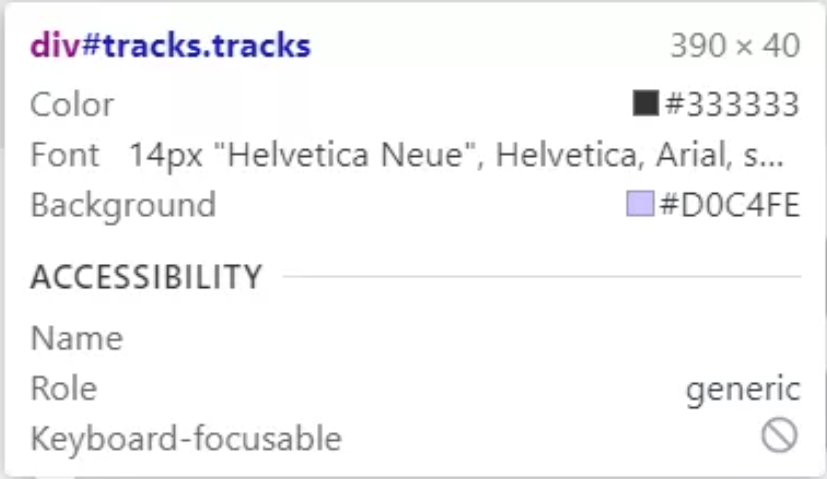 div#tracks.tracks 390 × 40
Color #333333
Font 14px "Helvetica Neue", Helvetica, Arial, s...
Background #D0C4FE
ACCESSIBILITY
Name
Role generic
Keyboard-focusable